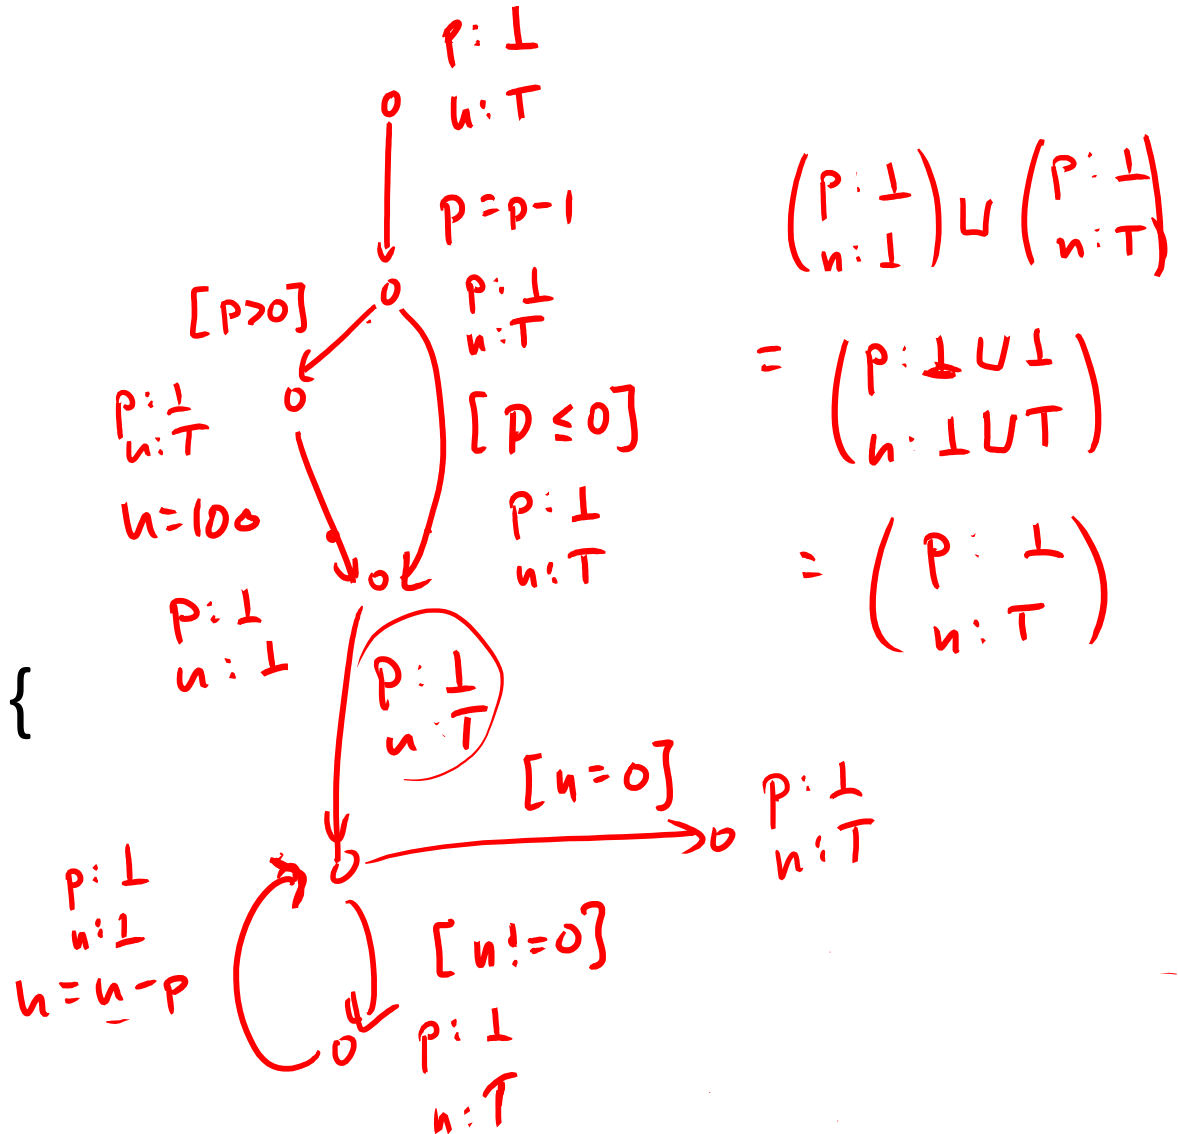 p: ⊥
n: ⊤
p = p - 1
[p>0]
p: ⊥
n: ⊤
p: ⊥
n: ⊤
[p ≤ 0]
n=100
p: ⊥
n: ⊤
p: ⊥
n: ⊥
{
p: ⊥
n: ⊤
[n=0]
p: ⊥
n: ⊤
p: ⊥
n: ⊥
n = n - p
[n!=0]
p: ⊥
n: ⊤
(p: ⊥) ⊔ (p: ⊥)
(n: ⊥) (n: ⊤)
= (p: ⊥ ⊔ ⊥)
(n: ⊥ ⊔ ⊤)
= (p: ⊥)
(n: ⊤)